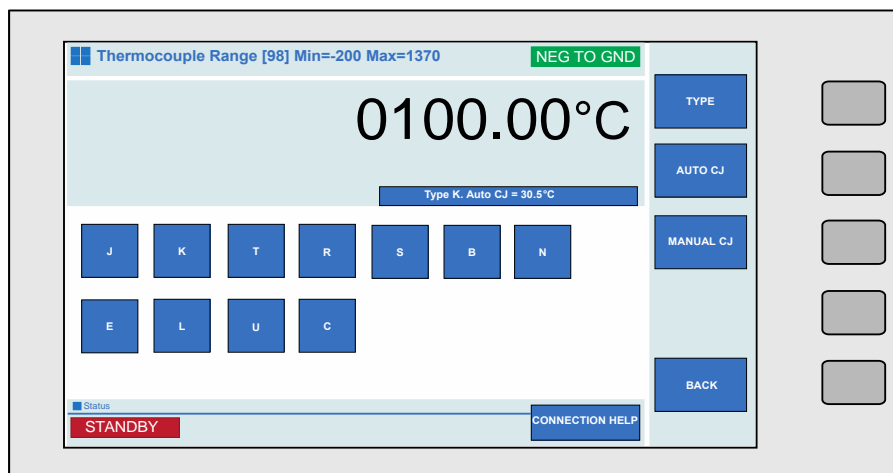 Thermocouple Range [98] Min=-200 Max=1370
NEG TO GND
0100.00°C
Type K. Auto CJ = 30.5°C
TYPE
AUTO CJ
MANUAL CJ
BACK
J K T R S B N
E L U C
Status
STANDBY
CONNECTION HELP